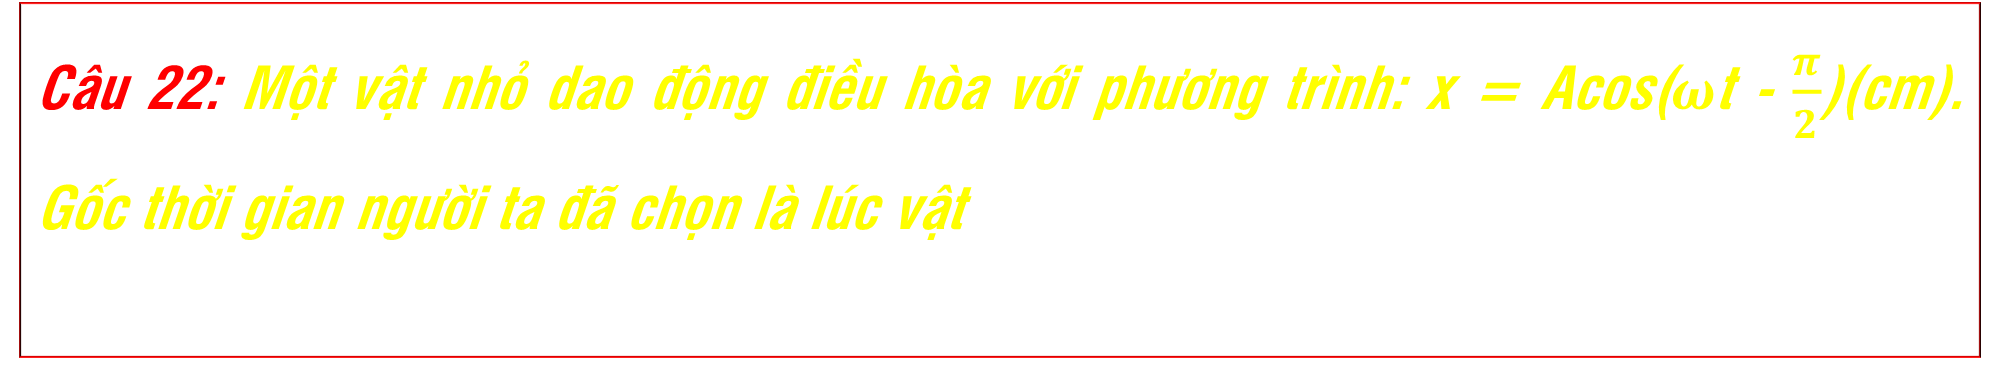 Câu 22: Một vật nhỏ dao động điều hòa với phương trình: x = Acos(ωt - π/2)(cm).
Gốc thời gian người ta đã chọn là lúc vật